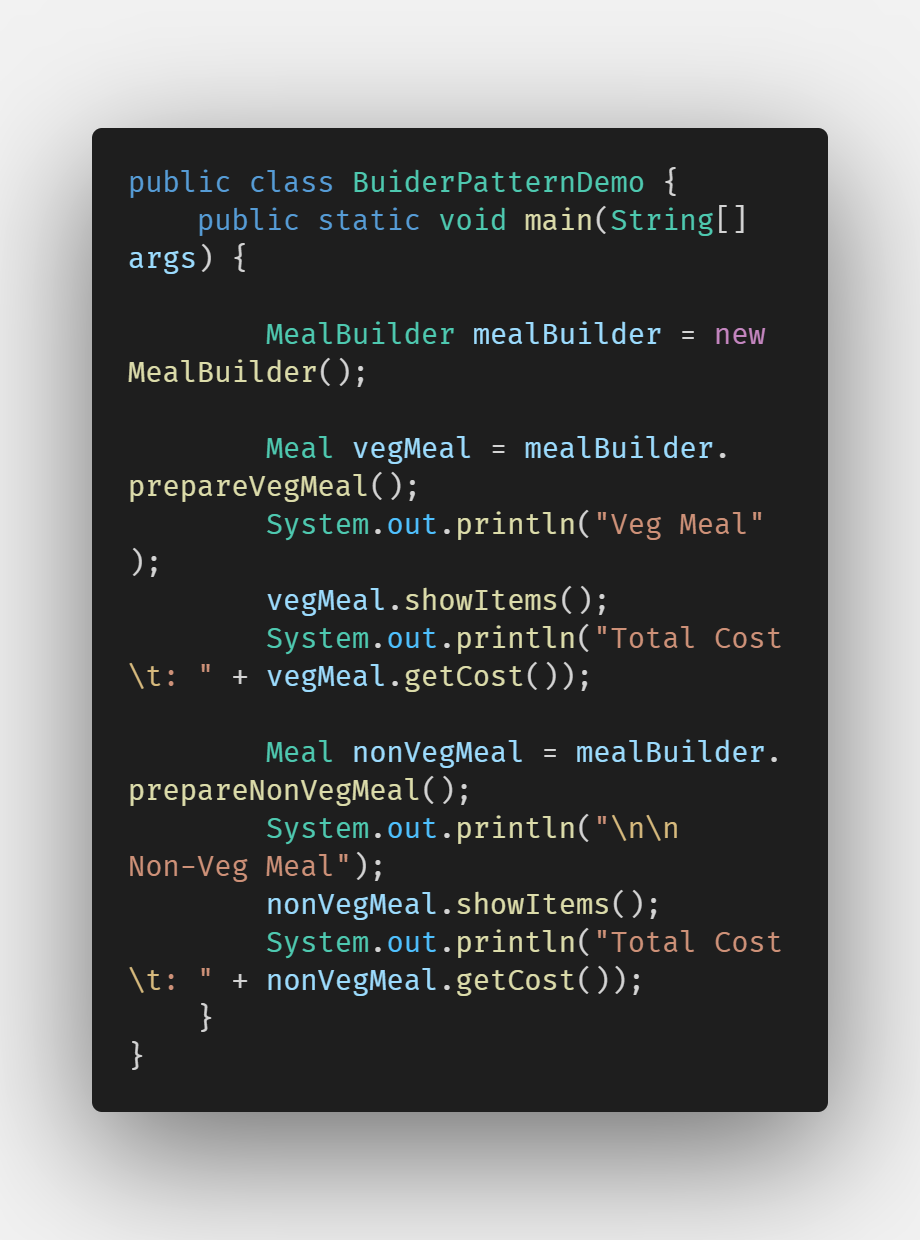 public class BuiderPatternDemo {
    public static void main(String[]
args) {

        MealBuilder mealBuilder = new
MealBuilder();

        Meal vegMeal = mealBuilder.
prepareVegMeal();
        System.out.println("Veg Meal"
);
        vegMeal.showItems();
        System.out.println("Total Cost
\t: " + vegMeal.getCost());

        Meal nonVegMeal = mealBuilder.
prepareNonVegMeal();
        System.out.println("\n\n
Non-Veg Meal");
        nonVegMeal.showItems();
        System.out.println("Total Cost
\t: " + nonVegMeal.getCost());
    }
}